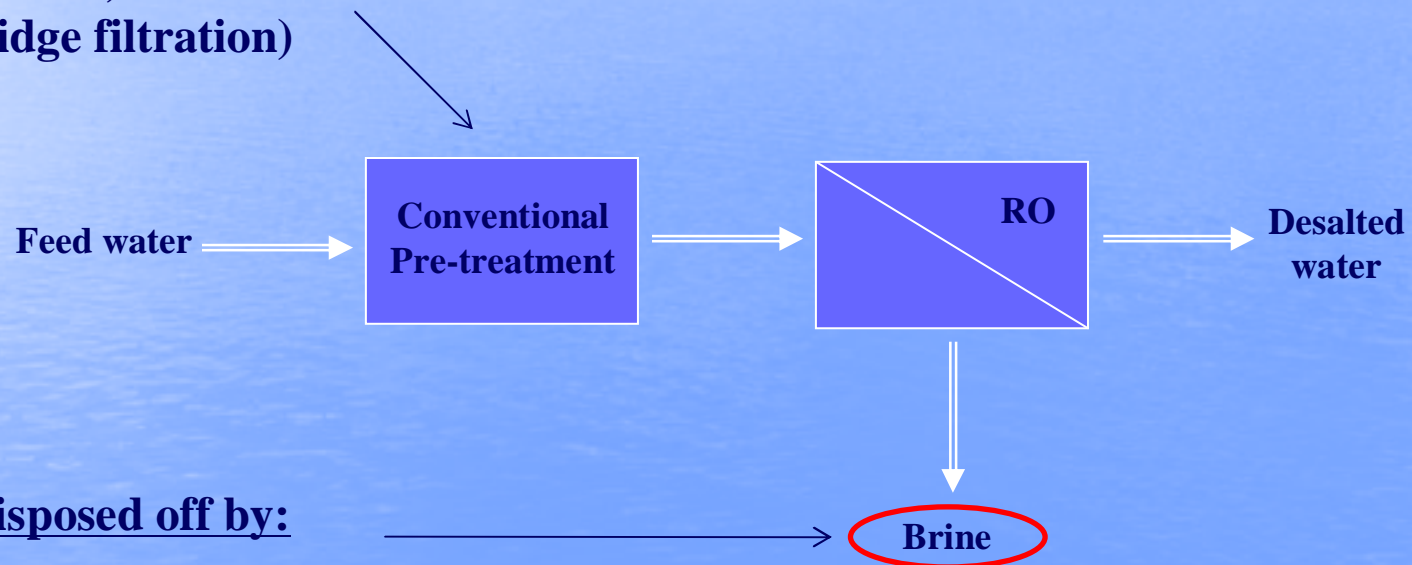 idge filtration)
Conventional
Pre-treatment
RO
Feed water
Desalted
water
isposed off by:
Brine